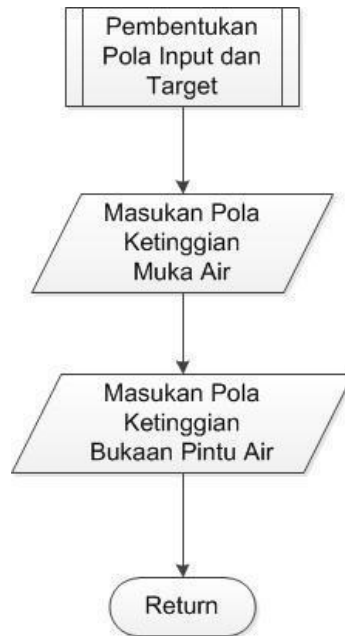 Pembentukan
Pola Input dan
Target
Masukan Pola
Ketinggian
Muka Air
Masukan Pola
Ketinggian
Bukaan Pintu Air
Return